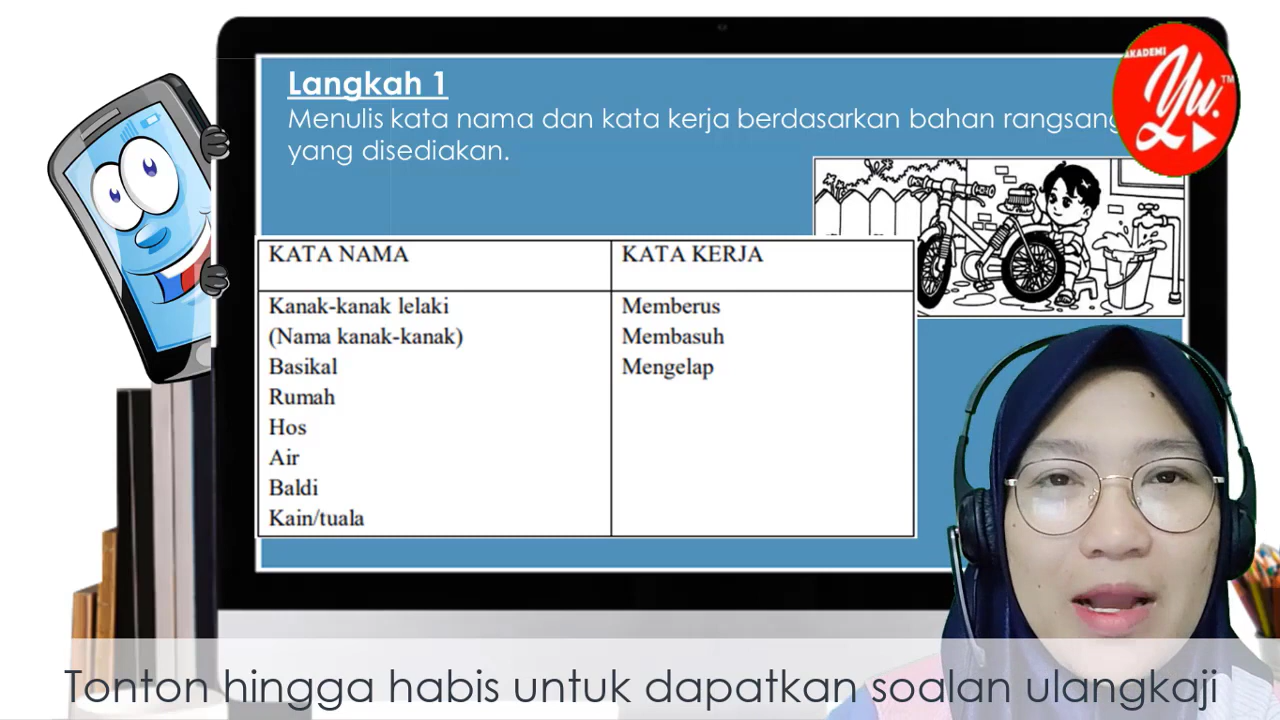 Langkah 1
Menulis kata nama dan kata kerja berdasarkan bahan rangsang
yang disediakan.
AKADEMI
Yu.
TM
KATA NAMA
KATA KERJA
Kanak-kanak lelaki
(Nama kanak-kanak)
Basikal
Rumah
Hos
Air
Baldi
Kain/tuala
Memberus
Membasuh
Mengelap
Tonton hingga habis untuk dapatkan soalan ulangkaji